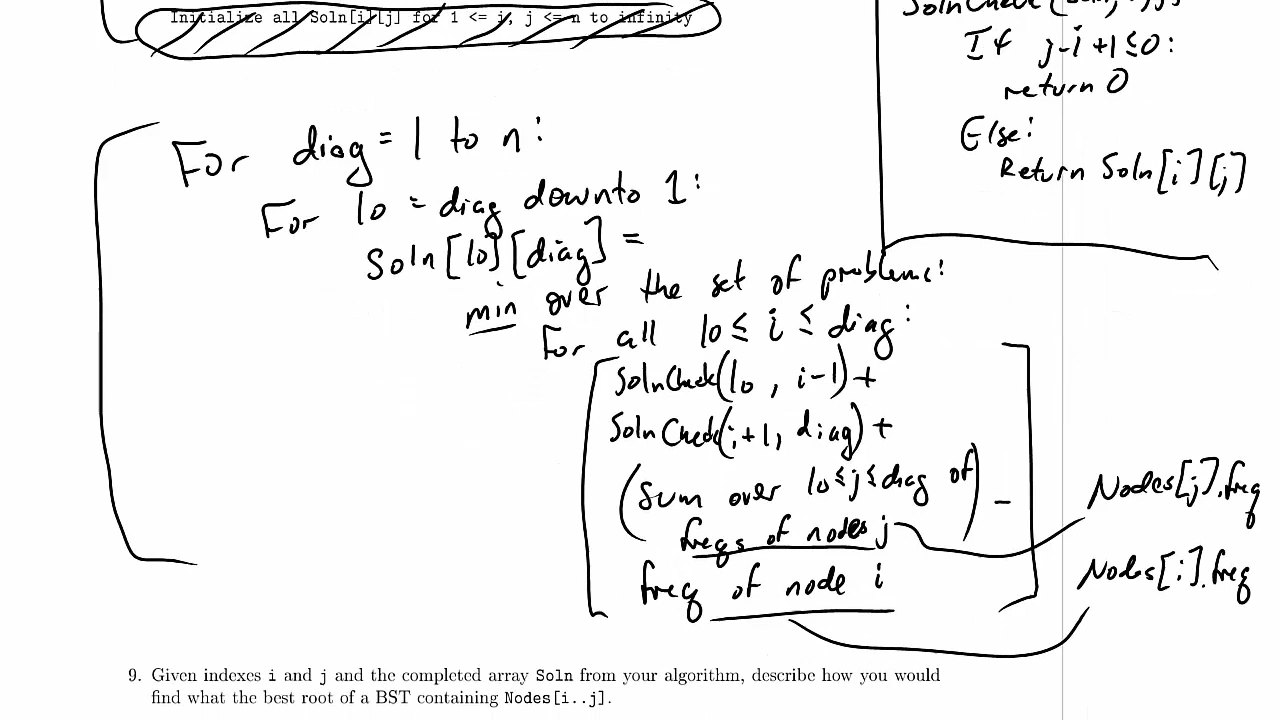 Initialize all Soln[i][j] for 1 <= i, j <= n to infinity
For diag = 1 to n:
For lo = diag downto 1:
Soln[lo][diag] =
min over the set of problems:
For all lo ≤ i ≤ diag:
SolnCheck(lo, i-1) +
SolnCheck(i+1, diag) +
(sum over lo ≤ j ≤ diag of
freqs of nodes j) -
freq of node i
If j-i+1 ≤ 0:
return 0
Else:
Return Soln[i][j]
Nodes[j].freq
Nodes[i].freq
9. Given indexes i and j and the completed array Soln from your algorithm, describe how you would
find what the best root of a BST containing Nodes[i..j].